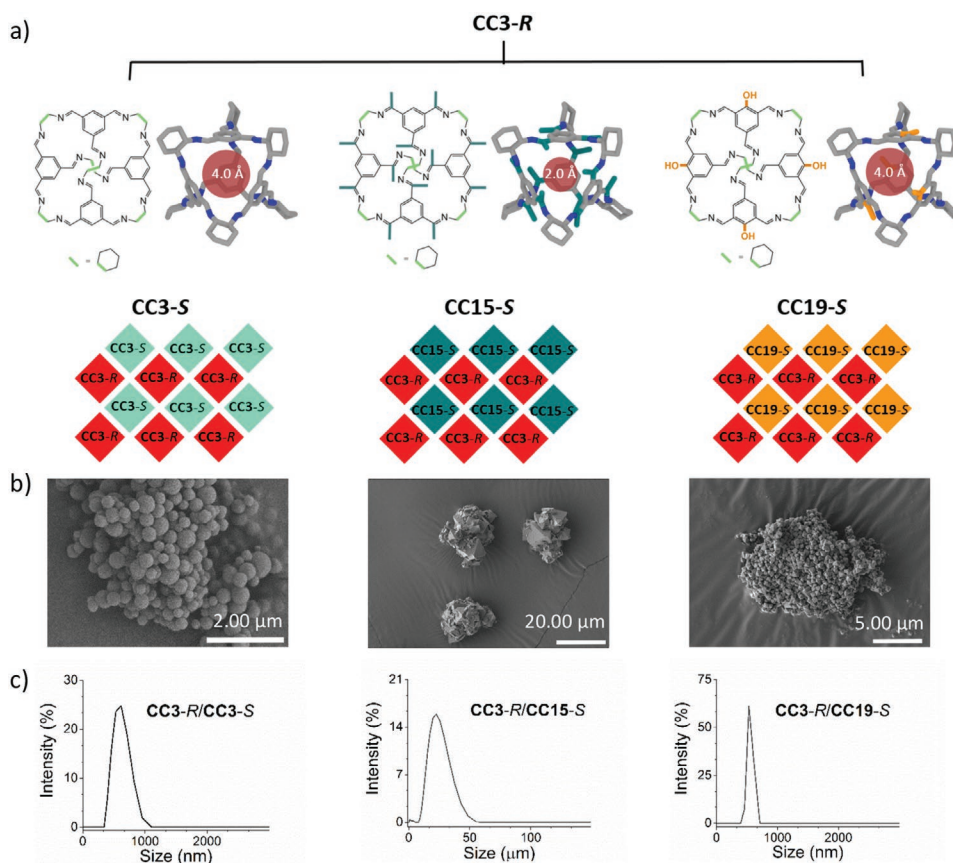 a)
CC3-R
4.0 Å
2.0 Å
4.0 Å
N N N N N N N N N N N N
N N N N N N N N N N N N
OH
N N N N N N N N N N N N
HO OH
OH
=
=
=
CC3-S CC15-S CC19-S
CC3-S CC3-S CC3-S CC15-S CC15-S CC15-S CC19-S CC19-S CC19-S
CC3-R CC3-R CC3-R CC3-R CC3-R CC3-R CC3-R CC3-R CC3-R
CC3-S CC3-S CC3-S CC15-S CC15-S CC15-S CC19-S CC19-S CC19-S
CC3-R CC3-R CC3-R CC3-R CC3-R CC3-R CC3-R CC3-R CC3-R
b)
2.00 µm 20.00 µm 5.00 µm
c)
CC3-R/CC3-S
Intensity (%)
30
20
10
0
0 1000 2000
Size (nm)
CC3-R/CC15-S
Intensity (%)
21
14
7
0
0 50 100
Size (µm)
CC3-R/CC19-S
Intensity (%)
75
50
25
0
0 1000 2000
Size (nm)